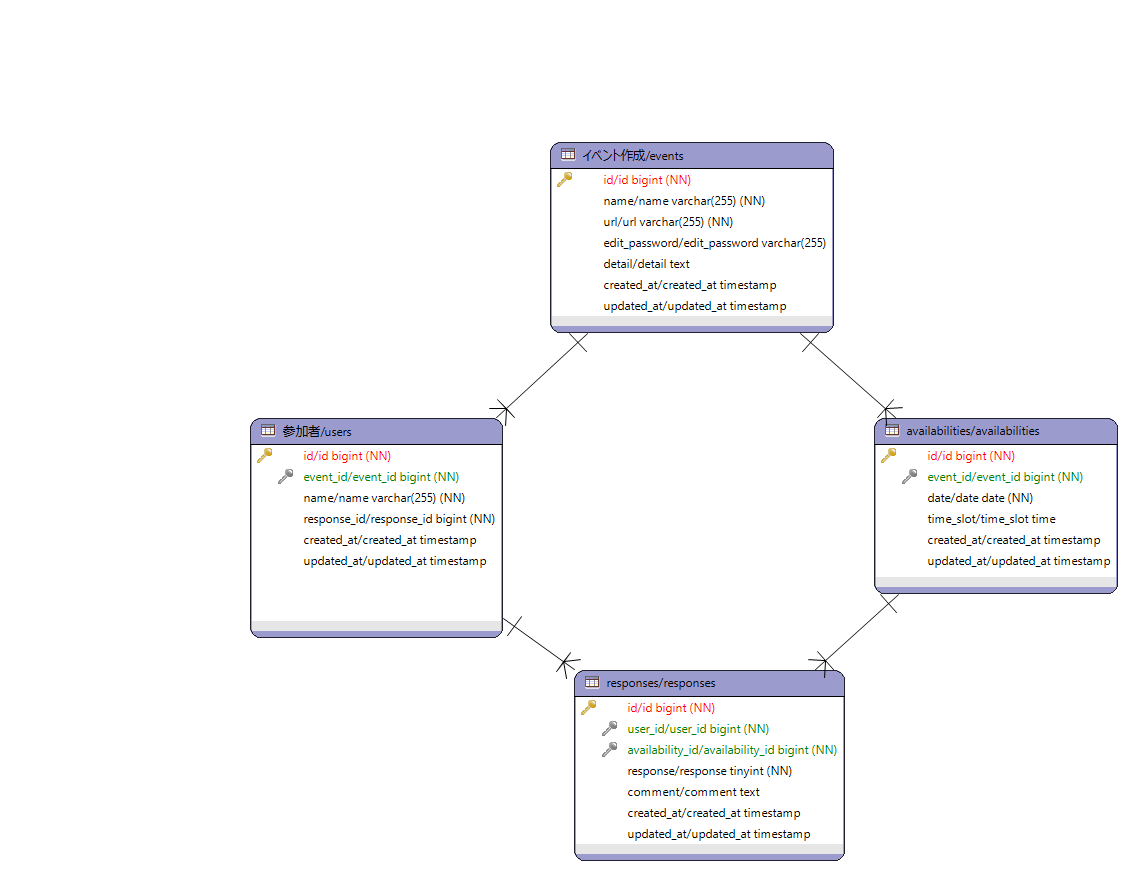 イベント作成/events
id/id bigint (NN)
name/name varchar(255) (NN)
url/url varchar(255) (NN)
edit_password/edit_password varchar(255)
detail/detail text
created_at/created_at timestamp
updated_at/updated_at timestamp
参加者/users
id/id bigint (NN)
event_id/event_id bigint (NN)
name/name varchar(255) (NN)
response_id/response_id bigint (NN)
created_at/created_at timestamp
updated_at/updated_at timestamp
availabilities/availabilities
id/id bigint (NN)
event_id/event_id bigint (NN)
date/date date (NN)
time_slot/time_slot time
created_at/created_at timestamp
updated_at/updated_at timestamp
responses/responses
id/id bigint (NN)
user_id/user_id bigint (NN)
availability_id/availability_id bigint (NN)
response/response tinyint (NN)
comment/comment text
created_at/created_at timestamp
updated_at/updated_at timestamp